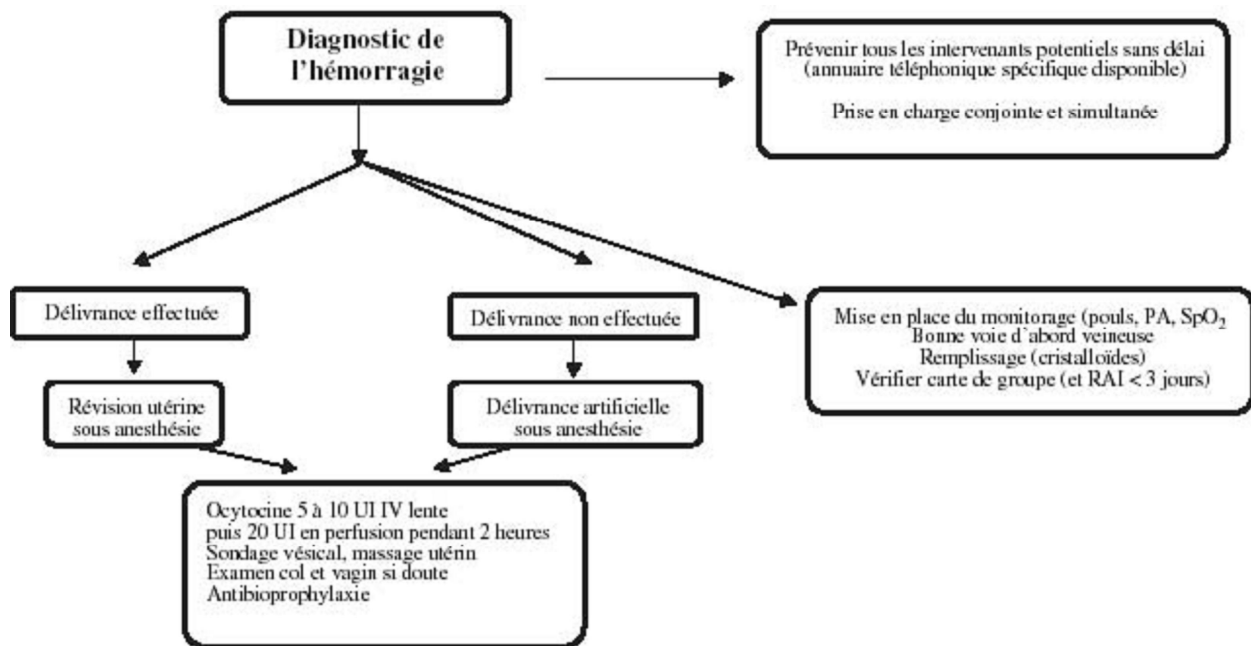 Diagnostic de
l'hémorragie
Prévenir tous les intervenants potentiels sans délai
(annuaire téléphonique spécifique disponible)
Prise en charge conjointe et simultanée
Délivrance effectuée
Délivrance non effectuée
Mise en place du monitorage (pouls, PA, SpO2
Bonne voie d'abord veineuse
Remplissage (cristalloïdes)
Vérifier carte de groupe (et RAI < 3 jours)
Révision utérine
sous anesthésie
Délivrance artificielle
sous anesthésie
Ocytocine 5 à 10 UI IV lente
puis 20 UI en perfusion pendant 2 heures
Sondage vésical, massage utérin
Examen col et vagin si doute
Antibioprophylaxie